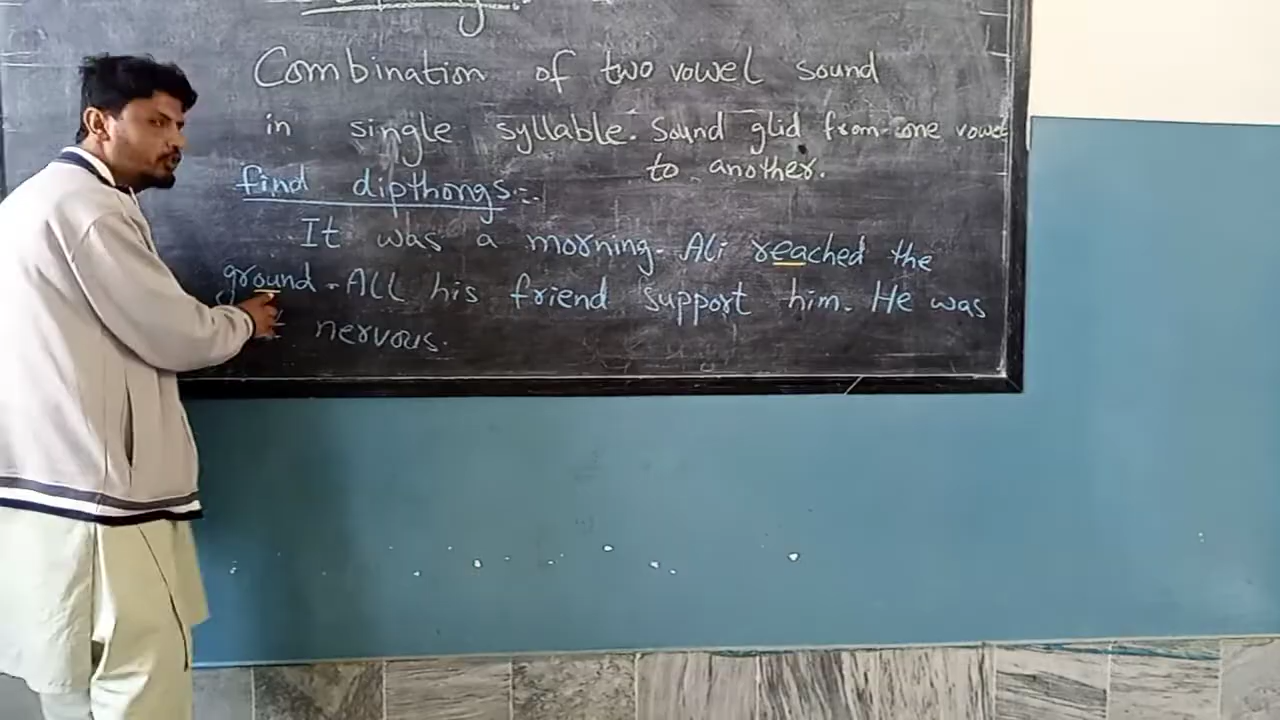 Combination of two vowel sound
in single syllable. Sound glid from one vowel
to another.
find dipthongs:-
It was a morning. Ali reached the
ground. All his friend support him. He was
nervous.